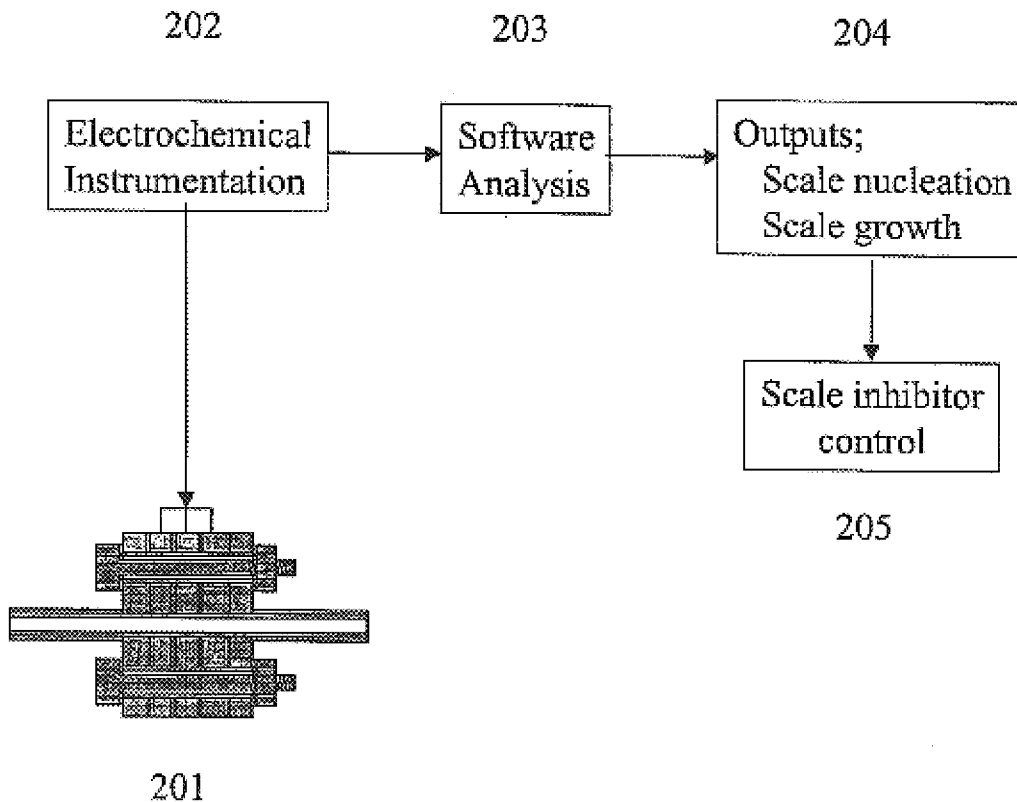 202
203
204
Electrochemical
Instrumentation
Software
Analysis
Outputs;
Scale nucleation
Scale growth
Scale inhibitor
control
205
201